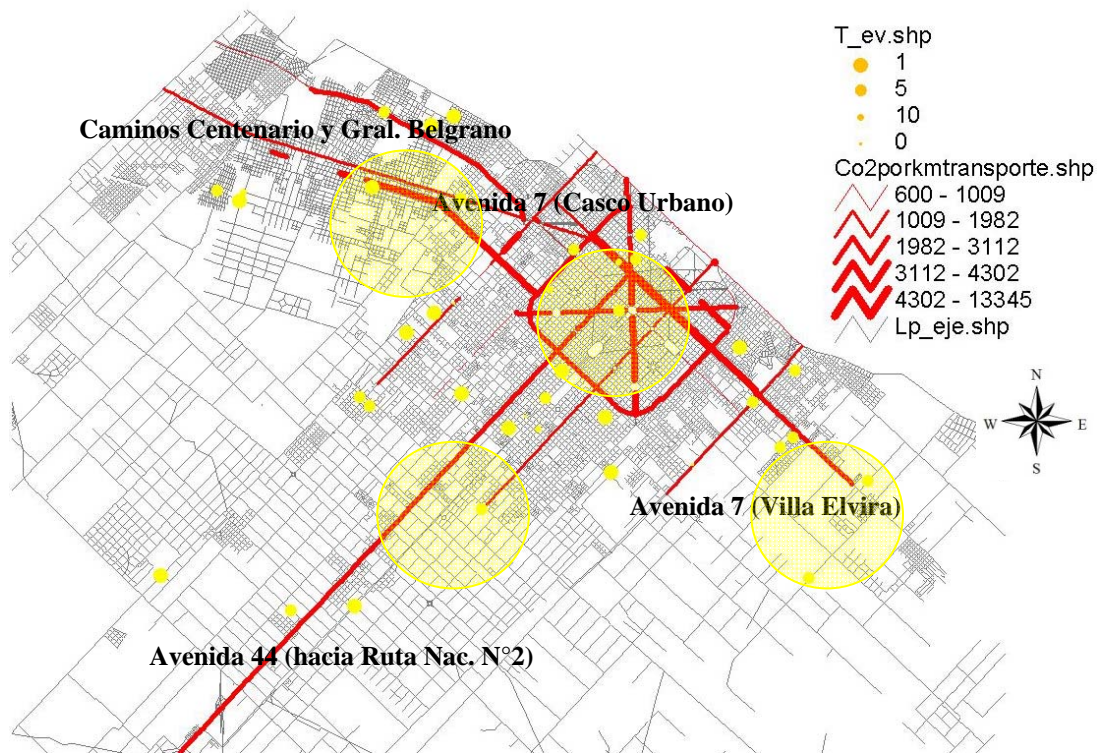 T_ev.shp
1
5
10
0
Co2porkmtransporte.shp
600 - 1009
1009 - 1982
1982 - 3112
3112 - 4302
4302 - 13345
Lp_eje.shp
Caminos Centenario y Gral. Belgrano
Avenida 7 (Casco Urbano)
N
W
E
S
Avenida 7 (Villa Elvira)
Avenida 44 (hacia Ruta Nac. N°2)